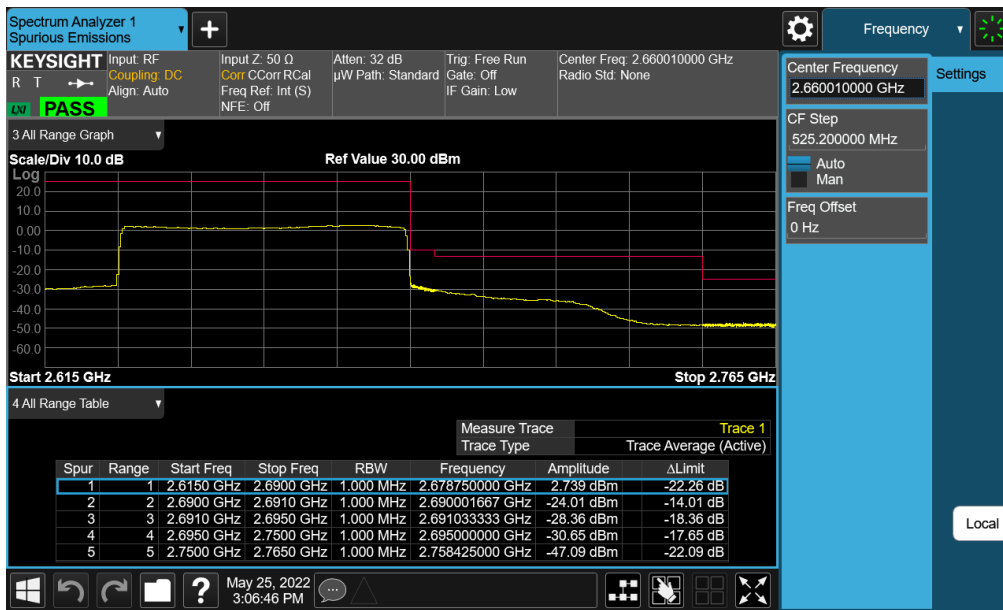 Spectrum Analyzer 1
Spurious Emissions
Frequency
KEYSIGHT
R T
LXI PASS
Input: RF
Coupling: DC
Align: Auto
Input Z: 50 Ω
Corr CCorr RCal
Freq Ref: Int (S)
NFE: Off
Atten: 32 dB
µW Path: Standard
Trig: Free Run
Gate: Off
IF Gain: Low
Center Freq: 2.660010000 GHz
Radio Std: None
Center Frequency
2.660010000 GHz
Settings
CF Step
525.200000 MHz
Auto
Man
Freq Offset
0 Hz
Local
3 All Range Graph
Scale/Div 10.0 dB
Ref Value 30.00 dBm
Log
20.0
10.0
0.00
-10.0
-20.0
-30.0
-40.0
-50.0
-60.0
Start 2.615 GHz
Stop 2.765 GHz
4 All Range Table
Measure Trace Trace 1
Trace Type Trace Average (Active)
Spur Range Start Freq Stop Freq RBW Frequency Amplitude ΔLimit
1 1 2.6150 GHz 2.6900 GHz 1.000 MHz 2.678750000 GHz 2.739 dBm -22.26 dB
2 2 2.6900 GHz 2.6910 GHz 1.000 MHz 2.690001667 GHz -24.01 dBm -14.01 dB
3 3 2.6910 GHz 2.6950 GHz 1.000 MHz 2.691033333 GHz -28.36 dBm -18.36 dB
4 4 2.6950 GHz 2.7500 GHz 1.000 MHz 2.695000000 GHz -30.65 dBm -17.65 dB
5 5 2.7500 GHz 2.7650 GHz 1.000 MHz 2.758425000 GHz -47.09 dBm -22.09 dB
?
May 25, 2022
3:06:46 PM